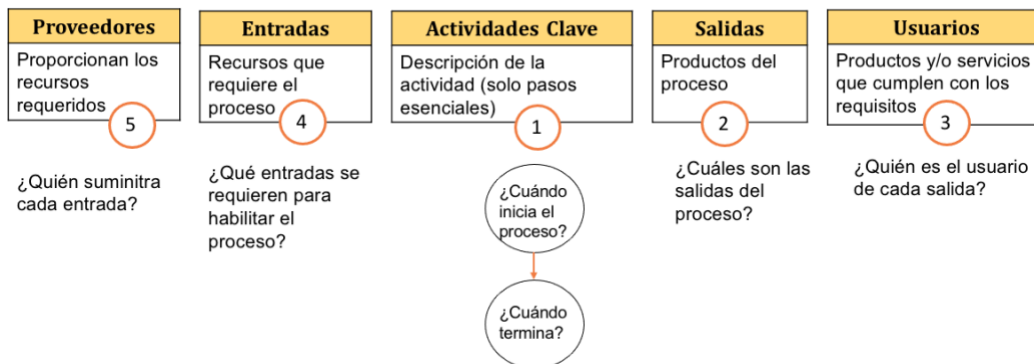 Proveedores
Proporcionan los
recursos
requeridos
5
¿Quién suminitra
cada entrada?
Entradas
Recursos que
requiere el
proceso
4
¿Qué entradas se
requieren para
habilitar el
proceso?
Actividades Clave
Descripción de la
actividad (solo pasos
esenciales)
1
¿Cuándo
inicia el
proceso?
¿Cuándo
termina?
Salidas
Productos del
proceso
2
¿Cuáles son las
salidas del
proceso?
Usuarios
Productos y/o servicios
que cumplen con los
requisitos
3
¿Quién es el usuario
de cada salida?